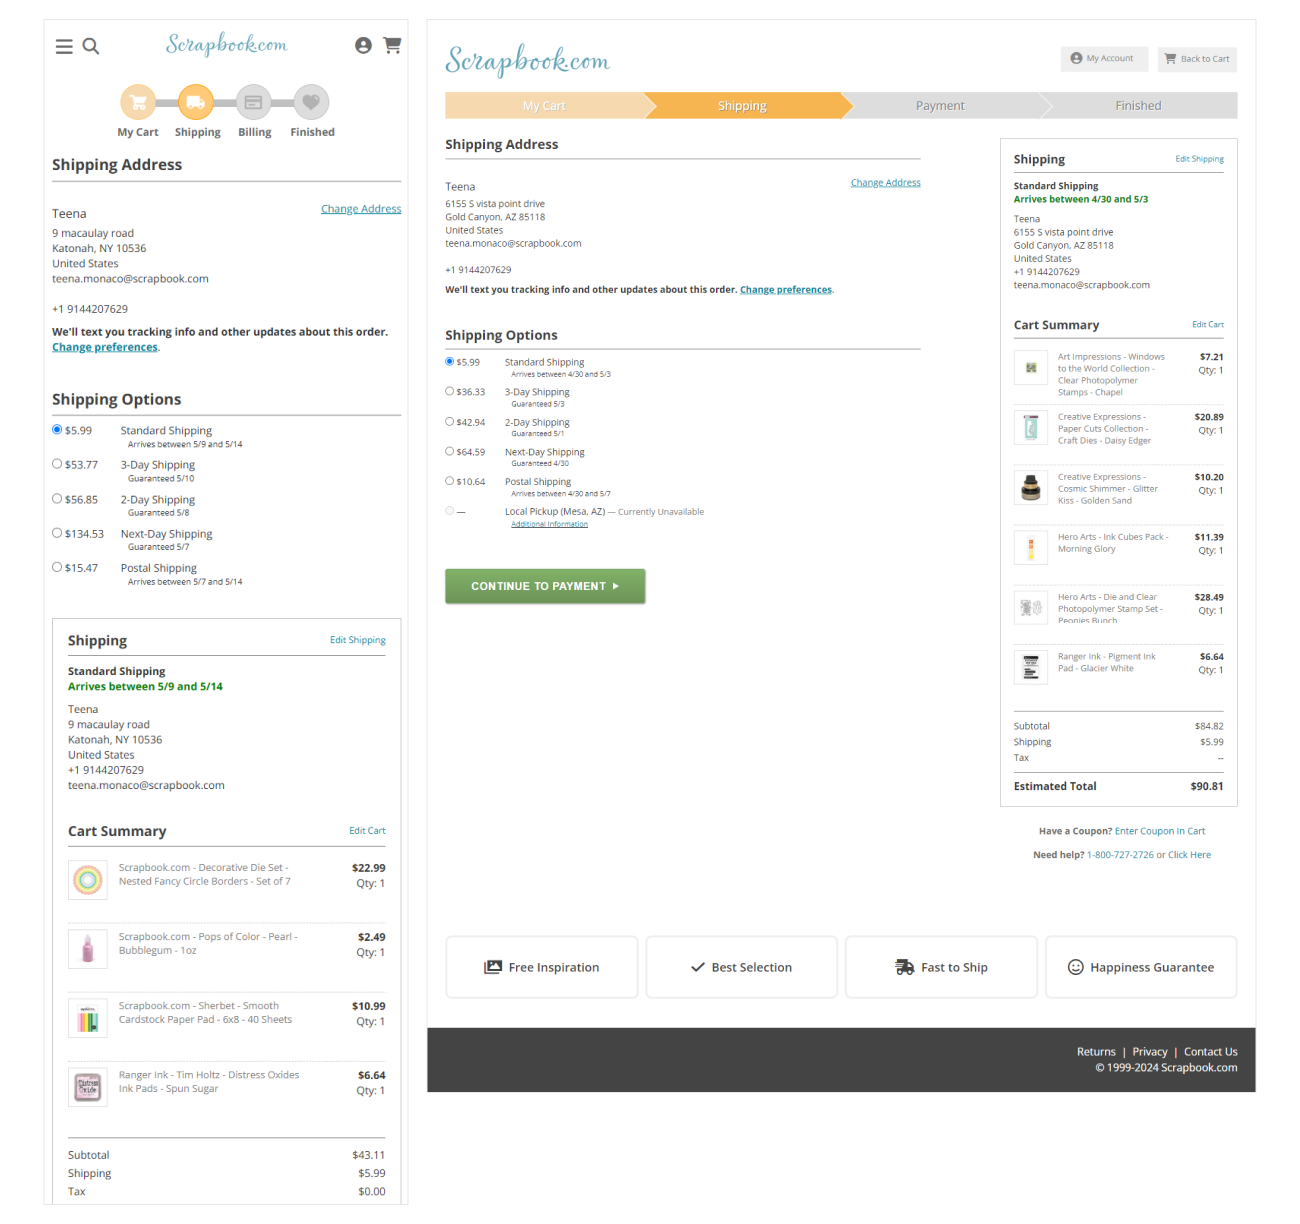 Scrapbook.com
My Cart
Shipping
Billing
Finished
Shipping Address
Teena
Change Address
9 macaulay road
Katonah, NY 10536
United States
teena.monaco@scrapbook.com
+1 9144207629
We'll text you tracking info and other updates about this order.
Change preferences.
Shipping Options
$5.99 Standard Shipping
Arrives between 5/9 and 5/14
$53.77 3-Day Shipping
Guaranteed 5/10
$56.85 2-Day Shipping
Guaranteed 5/8
$134.53 Next-Day Shipping
Guaranteed 5/7
$15.47 Postal Shipping
Arrives between 5/7 and 5/14
Shipping
Edit Shipping
Standard Shipping
Arrives between 5/9 and 5/14
Teena
9 macaulay road
Katonah, NY 10536
United States
+1 9144207629
teena.monaco@scrapbook.com
Cart Summary
Edit Cart
Scrapbook.com - Decorative Die Set - $22.99
Nested Fancy Circle Borders - Set of 7 Qty: 1
Scrapbook.com - Pops of Color - Pearl - $2.49
Bubblegum - 1oz Qty: 1
Scrapbook.com - Sherbet - Smooth $10.99
Cardstock Paper Pad - 6x8 - 40 Sheets Qty: 1
Distress
Oxide
Ranger Ink - Tim Holtz - Distress Oxides $6.64
Ink Pads - Spun Sugar Qty: 1
Subtotal $43.11
Shipping $5.99
Tax $0.00
Scrapbook.com
My Account
Back to Cart
My Cart
Shipping
Payment
Finished
Shipping Address
Teena
Change Address
6155 S vista point drive
Gold Canyon, AZ 85118
United States
teena.monaco@scrapbook.com
+1 9144207629
We'll text you tracking info and other updates about this order. Change preferences.
Shipping Options
$5.99 Standard Shipping
Arrives between 4/30 and 5/3
$36.33 3-Day Shipping
Guaranteed 5/3
$42.94 2-Day Shipping
Guaranteed 5/1
$64.59 Next-Day Shipping
Guaranteed 4/30
$10.64 Postal Shipping
Arrives between 4/30 and 5/7
— Local Pickup (Mesa, AZ) — Currently Unavailable
Additional Information
CONTINUE TO PAYMENT
Shipping
Edit Shipping
Standard Shipping
Arrives between 4/30 and 5/3
Teena
6155 S vista point drive
Gold Canyon, AZ 85118
United States
+1 9144207629
teena.monaco@scrapbook.com
Cart Summary
Edit Cart
Art Impressions - Windows $7.21
to the World Collection - Qty: 1
Clear Photopolymer
Stamps - Chapel
Creative Expressions - $20.89
Paper Cuts Collection - Qty: 1
Craft Dies - Daisy Edger
Creative Expressions - $10.20
Cosmic Shimmer - Glitter Qty: 1
Kiss - Golden Sand
Hero Arts - Ink Cubes Pack - $11.39
Morning Glory Qty: 1
Hero Arts - Die and Clear $28.49
Photopolymer Stamp Set - Qty: 1
Peonies Bunch
Ranger Ink - Pigment Ink $6.64
Pad - Glacier White Qty: 1
Subtotal $84.82
Shipping $5.99
Tax --
Estimated Total $90.81
Have a Coupon? Enter Coupon In Cart
Need help? 1-800-727-2726 or Click Here
Free Inspiration
Best Selection
Fast to Ship
Happiness Guarantee
Returns | Privacy | Contact Us
© 1999-2024 Scrapbook.com